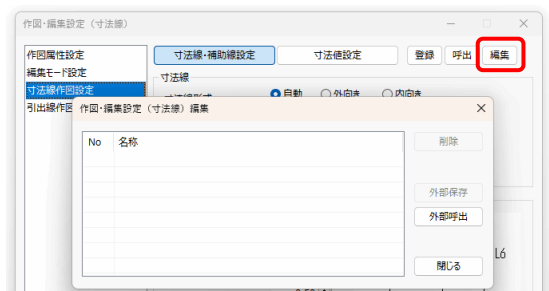 作図・編集設定（寸法線）
作図属性設定
編集モード設定
寸法線作図設定
引出線作図
寸法線・補助線設定
寸法値設定
登録
呼出
編集
寸法線
自動
外向き
内向き
作図・編集設定（寸法線）編集
No
名称
削除
外部保存
外部呼出
閉じる
L6